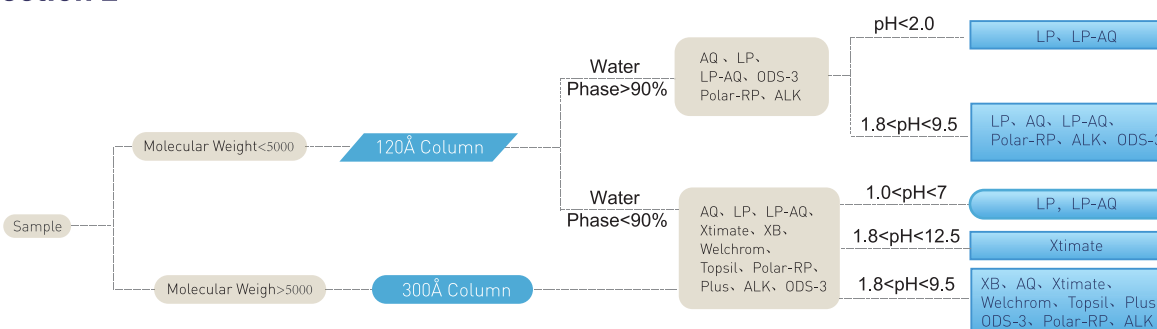 pH<2.0
LP、LP-AQ
Water
Phase>90%
AQ 、LP、
LP-AQ、ODS-3
Polar-RP、ALK
1.8<pH<9.5
LP、AQ、LP-AQ、
Polar-RP、ALK、ODS-3
Molecular Weight<5000
120Å Column
Water
Phase<90%
AQ、LP、LP-AQ、
Xtimate、XB、
Welchrom、
Topsil、Polar-RP、
Plus、ALK、ODS-3
1.0<pH<7
LP, LP-AQ
Sample
1.8<pH<12.5
Xtimate
Molecular Weigh>5000
300Å Column
1.8<pH<9.5
XB、AQ、Xtimate、
Welchrom、Topsil、Plus
ODS-3、Polar-RP、ALK